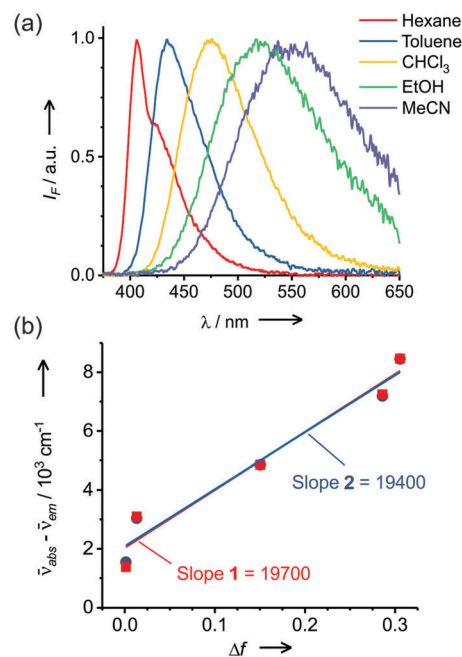 (a)
Hexane
Toluene
CHCl₃
EtOH
MeCN
1.0
0.5
0.0
I_F / a.u.
400 450 500 550 600 650
λ / nm
(b)
8
6
4
2
0
ν̄_abs - ν̄_em / 10³ cm⁻¹
Slope 2 = 19400
Slope 1 = 19700
0.0 0.1 0.2 0.3
Δf